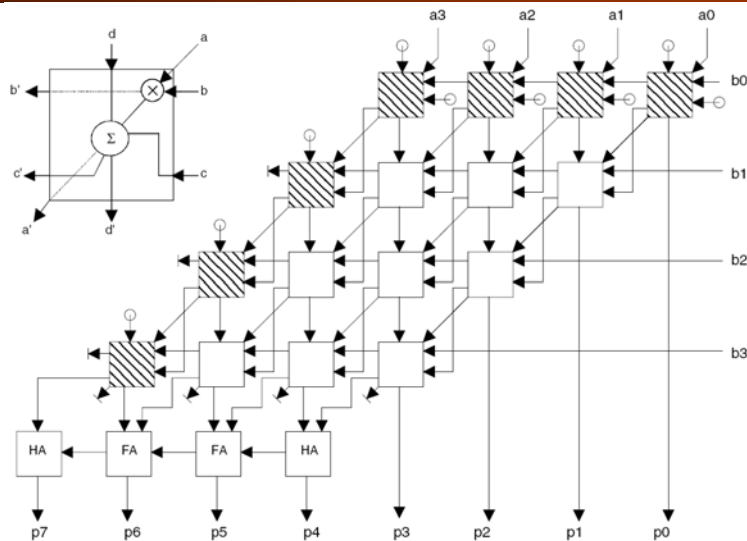 a3 a2 a1 a0
d
a
b' b
b0
Σ
c' c
b1
a' d'
b2
b3
HA FA FA HA
p7 p6 p5 p4 p3 p2 p1 p0